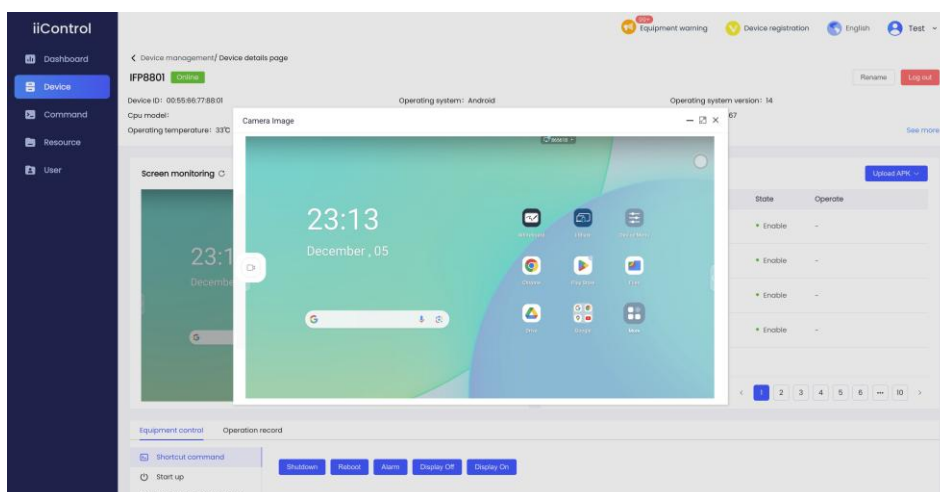 iiControl
99+
Equipment warning
Device registration
English
Test
Dashboard
Device
Command
Resource
User
Device management/ Device details page
IFP8801 Online
Rename
Log out
Device ID: 00:55:66:77:88:01
Operating system: Android
Operating system version: 14
Cpu model:
67
Operating temperature: 33℃
See more
Camera Image
Screen monitoring
Upload APK
State Operate
Enable -
Enable -
Enable -
Enable -
23:1
Decembe
23:13
December , 05
Chrome
Play Store
Files
Drive
Google
More
< 1 2 3 4 5 6 ••• 10 >
Equipment control
Operation record
Shortcut command
Start up
Shutdown
Reboot
Alarm
Display Off
Display On